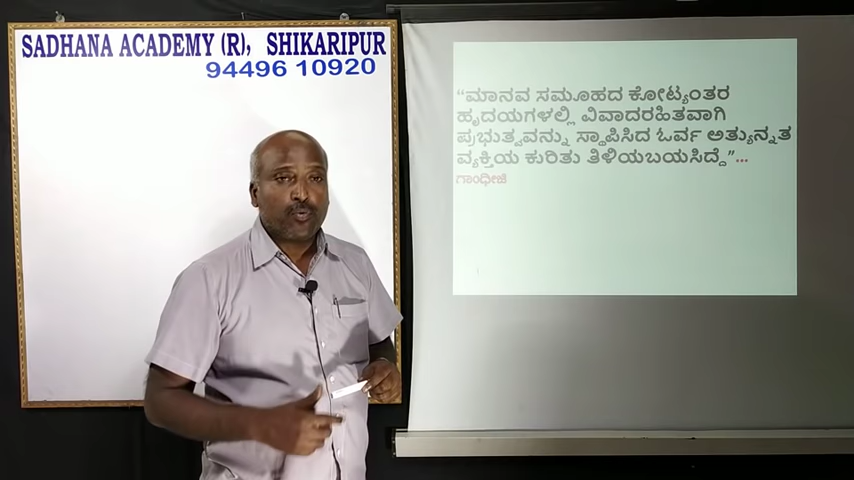 SADHANA ACADEMY (R), SHIKARIPUR
94496 10920
“ಮಾನವ ಸಮೂಹದ ಕೋಟ್ಯಂತರ
ಹೃದಯಗಳಲ್ಲಿ ವಿವಾದರಹಿತವಾಗಿ
ಪ್ರಭುತ್ವವನ್ನು ಸ್ಥಾಪಿಸಿದ ಓರ್ವ ಅತ್ಯುನ್ನತ
ವ್ಯಕ್ತಿಯ ಕುರಿತು ತಿಳಿಯಬಯಸಿದ್ದೆ”...
ಗಾಂಧೀಜಿ